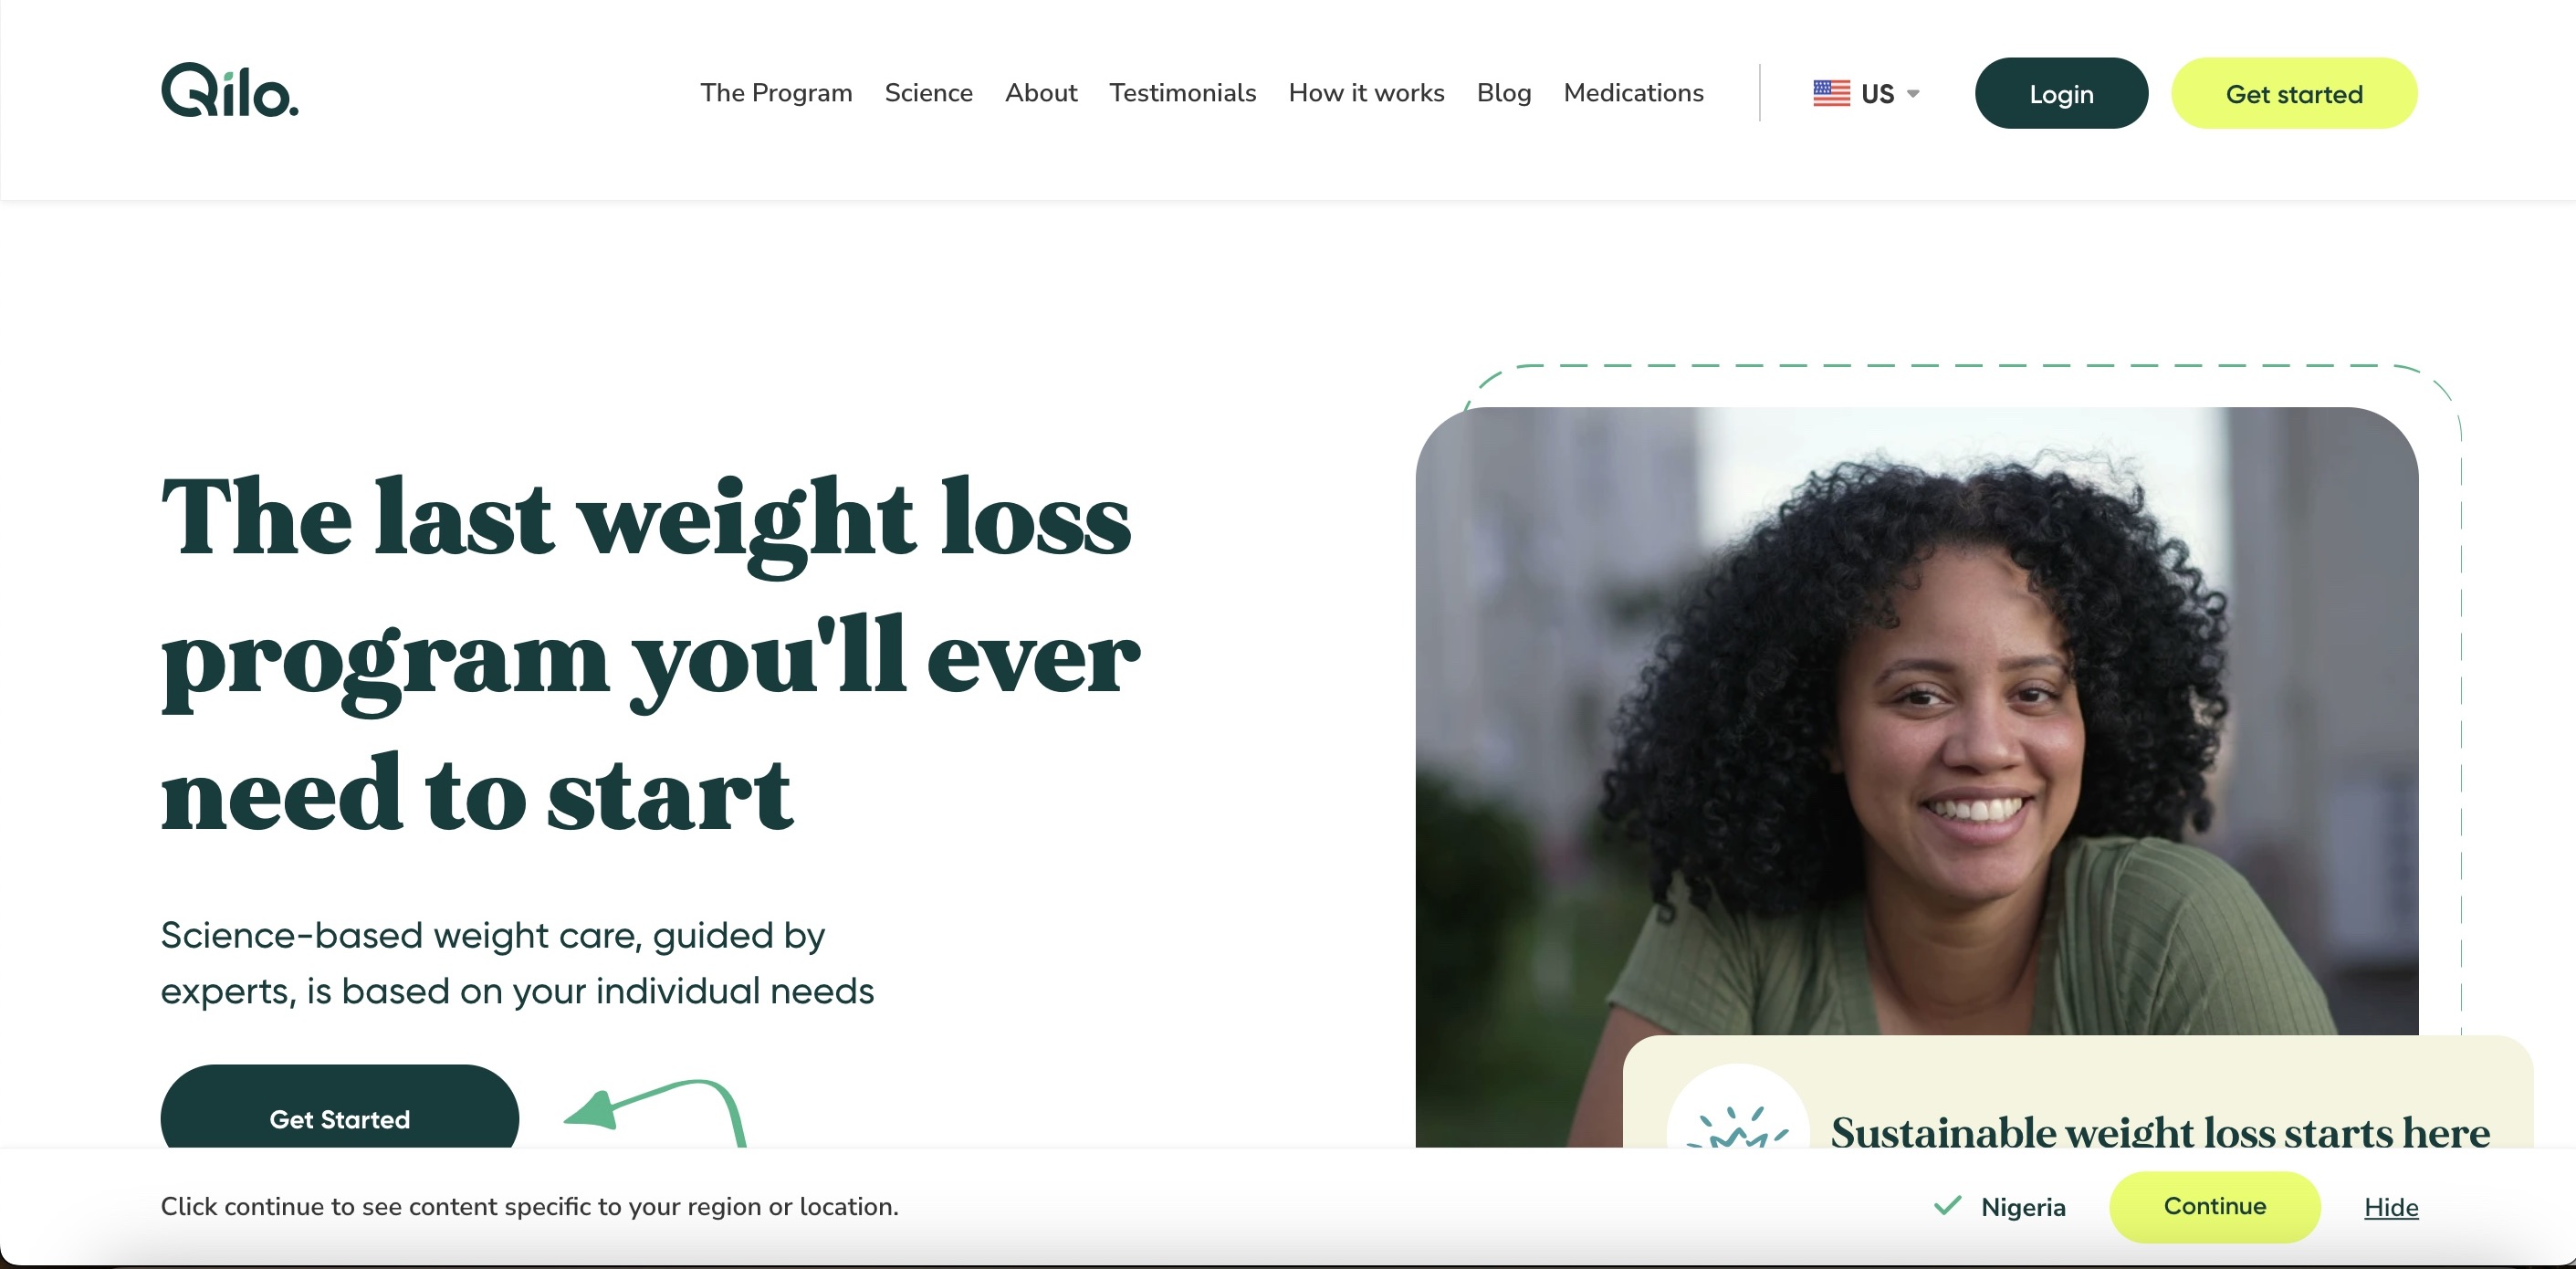 Qilo.
The Program
Science
About
Testimonials
How it works
Blog
Medications
US
Login
Get started
The last weight loss
program you'll ever
need to start
Science-based weight care, guided by
experts, is based on your individual needs
Get Started
Sustainable weight loss starts here
Click continue to see content specific to your region or location.
Nigeria
Continue
Hide